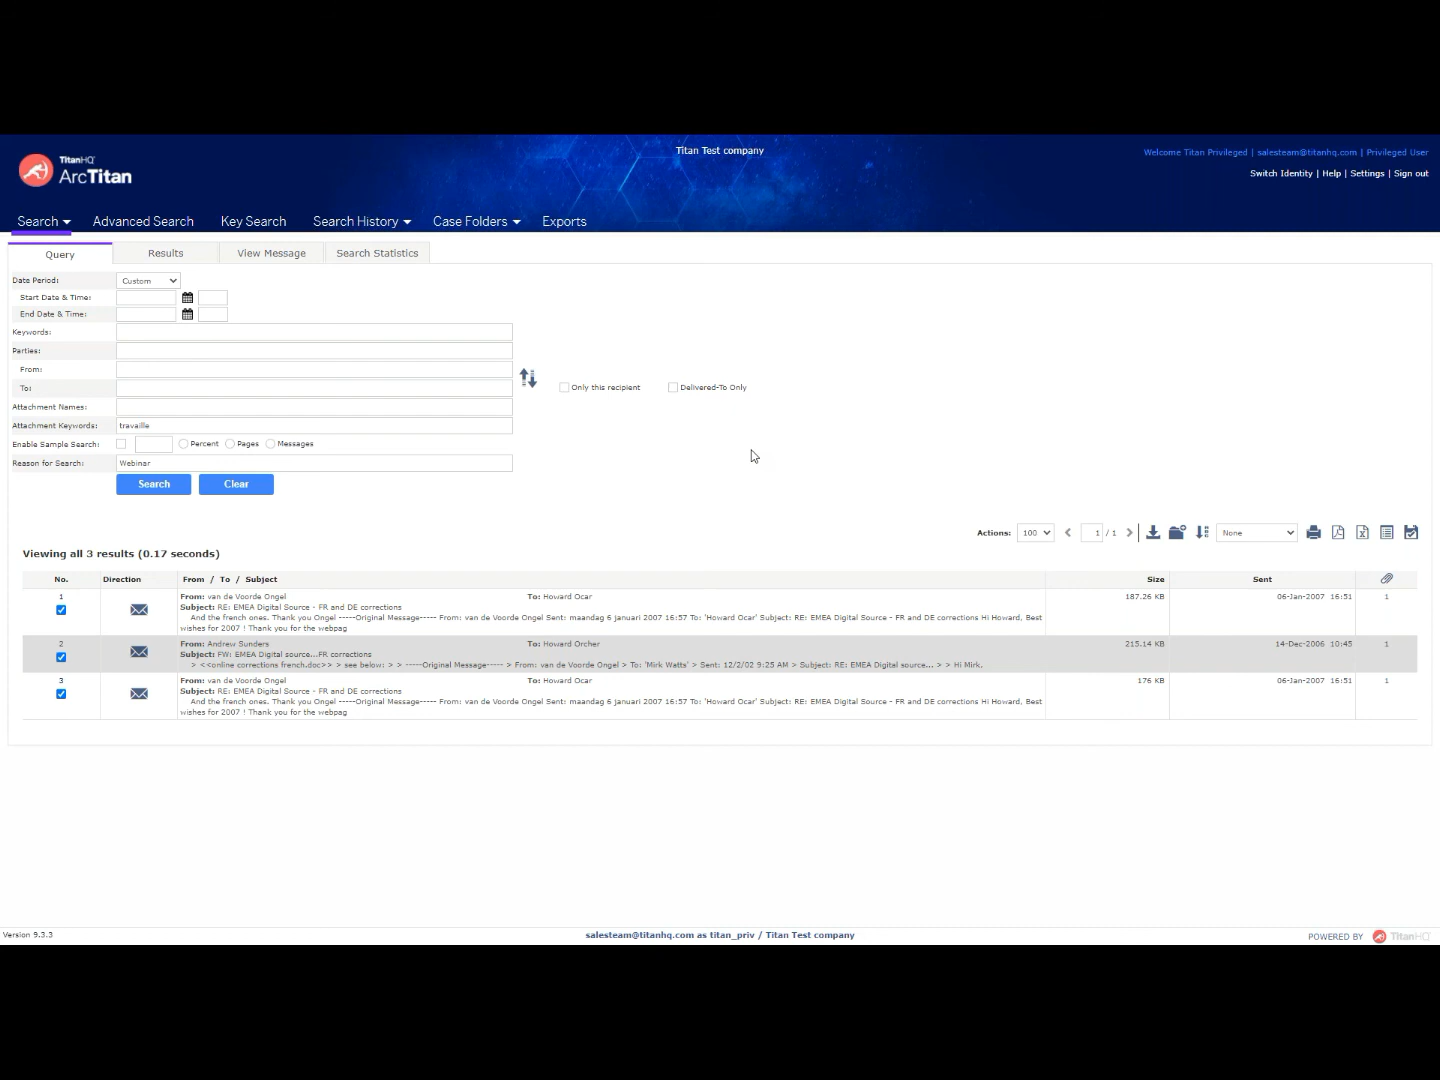 Titan Test company
Welcome Titan Privileged | salesteam@titanhq.com | Privileged User
TitanHQ
ArcTitan
Switch Identity | Help | Settings | Sign out
Search Advanced Search Key Search Search History Case Folders Exports
Query Results View Message Search Statistics
Date Period: Custom
Start Date & Time:
End Date & Time:
Keywords:
Parties:
From:
To: Only this recipient Delivered-To Only
Attachment Names:
Attachment Keywords: travaille
Enable Sample Search: Percent Pages Messages
Reason for Search: Webinar
Search Clear
Actions: 100 1 / 1 None
Viewing all 3 results (0.17 seconds)
No. Direction From / To / Subject Size Sent
1 From: van de Voorde Ongel To: Howard Ocar 187.26 KB 06-Jan-2007 16:51 1
Subject: RE: EMEA Digital Source - FR and DE corrections
And the french ones. Thank you Ongel -----Original Message----- From: van de Voorde Ongel Sent: maandag 6 januari 2007 16:57 To: 'Howard Ocar' Subject: RE: EMEA Digital Source - FR and DE corrections Hi Howard, Best
wishes for 2007 ! Thank you for the webpag
2 From: Andrew Sunders To: Howard Orcher 215.14 KB 14-Dec-2006 10:45 1
Subject: FW: EMEA Digital source...FR corrections
> <<online corrections french.doc>> > see below: > > -----Original Message----- > From: van de Voorde Ongel > To: 'Mirk Watts' > Sent: 12/2/02 9:25 AM > Subject: RE: EMEA Digital source... > > Hi Mirk,
3 From: van de Voorde Ongel To: Howard Ocar 176 KB 06-Jan-2007 16:51 1
Subject: RE: EMEA Digital Source - FR and DE corrections
And the french ones. Thank you Ongel -----Original Message----- From: van de Voorde Ongel Sent: maandag 6 januari 2007 16:57 To: 'Howard Ocar' Subject: RE: EMEA Digital Source - FR and DE corrections Hi Howard, Best
wishes for 2007 ! Thank you for the webpag
Version 9.3.3 salesteam@titanhq.com as titan_priv / Titan Test company POWERED BY TitanHQ